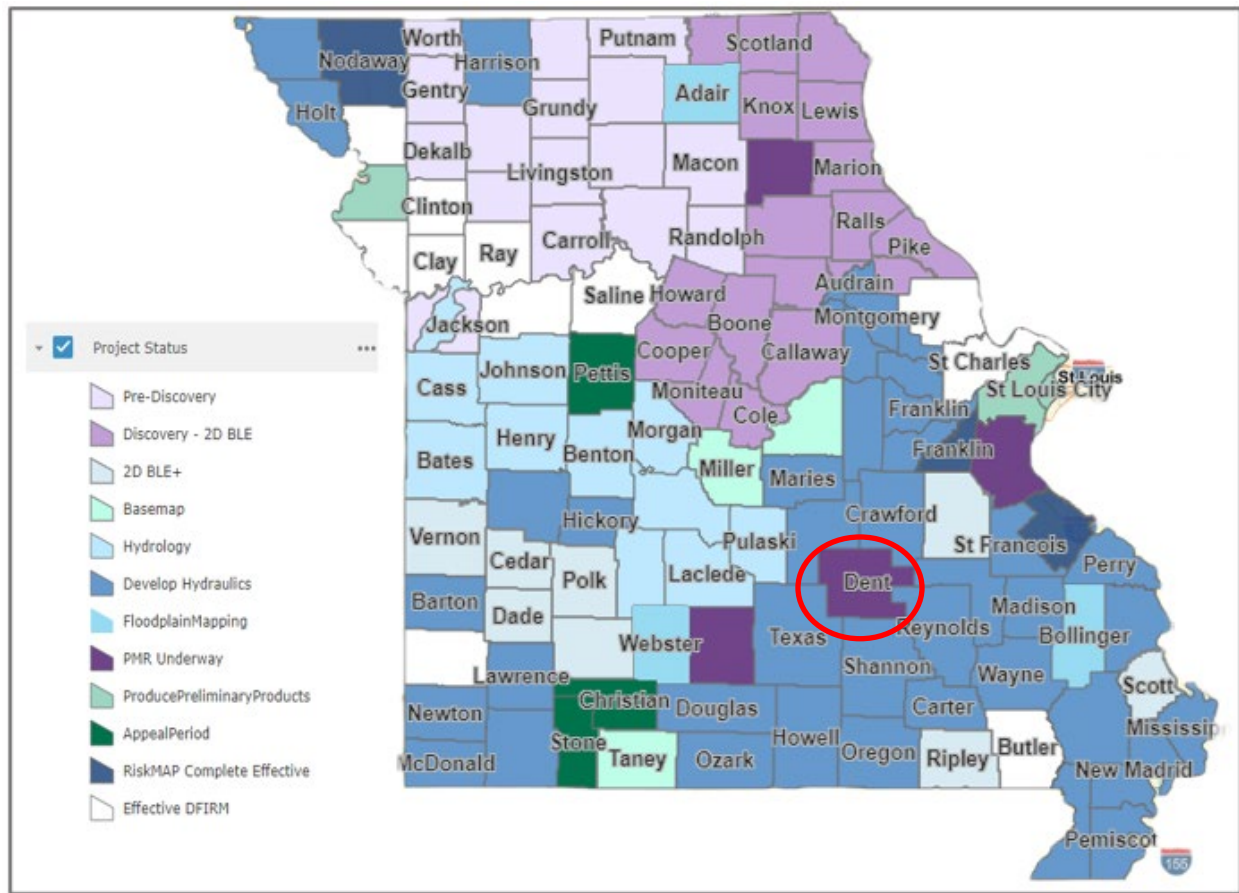 Worth
Putnam
Scotland
Nodaway
Harrison
Gentry
Adair
Knox
Lewis
Holt
Grundy
Dekalb
Macon
Livingston
Marion
Clinton
Ralls
Carroll
Randolph
Pike
Clay
Ray
Audrain
Saline
Howard
Montgomery
Jackson
Boone
Project Status
Cooper
Callaway
St Charles
Johnson
Pettis
St Louis
Cass
Moniteau
St Louis City
Pre-Discovery
Cole
Franklin
Discovery - 2D BLE
Henry
Morgan
Franklin
2D BLE+
Bates
Benton
Miller
Maries
Basemap
Hickory
Crawford
Hydrology
Vernon
Pulaski
St Francois
Cedar
Polk
Laclede
Dent
Perry
Develop Hydraulics
Barton
Madison
FloodplainMapping
Dade
Webster
Texas
Reynolds
Bollinger
PMR Underway
Lawrence
Shannon
Wayne
ProducePreliminaryProducts
Christian
Scott
AppealPeriod
Newton
Douglas
Carter
Mississip
Stone
Howell
RiskMAP Complete Effective
McDonald
Taney
Ozark
Oregon
Ripley
Butler
New Madrid
Effective DFIRM
Pemiscot
155